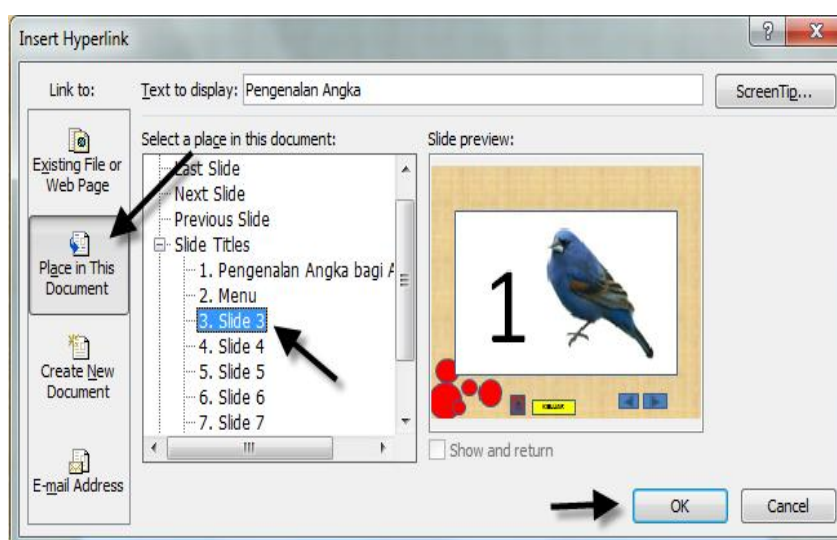 Insert Hyperlink
Link to:
Text to display: Pengenalan Angka
ScreenTip...
Existing File or
Web Page
Place in This
Document
Create New
Document
E-mail Address
Select a place in this document:
Last Slide
Next Slide
Previous Slide
Slide Titles
1. Pengenalan Angka bagi A
2. Menu
3. Slide 3
4. Slide 4
5. Slide 5
6. Slide 6
7. Slide 7
Slide preview:
1
Show and return
OK
Cancel